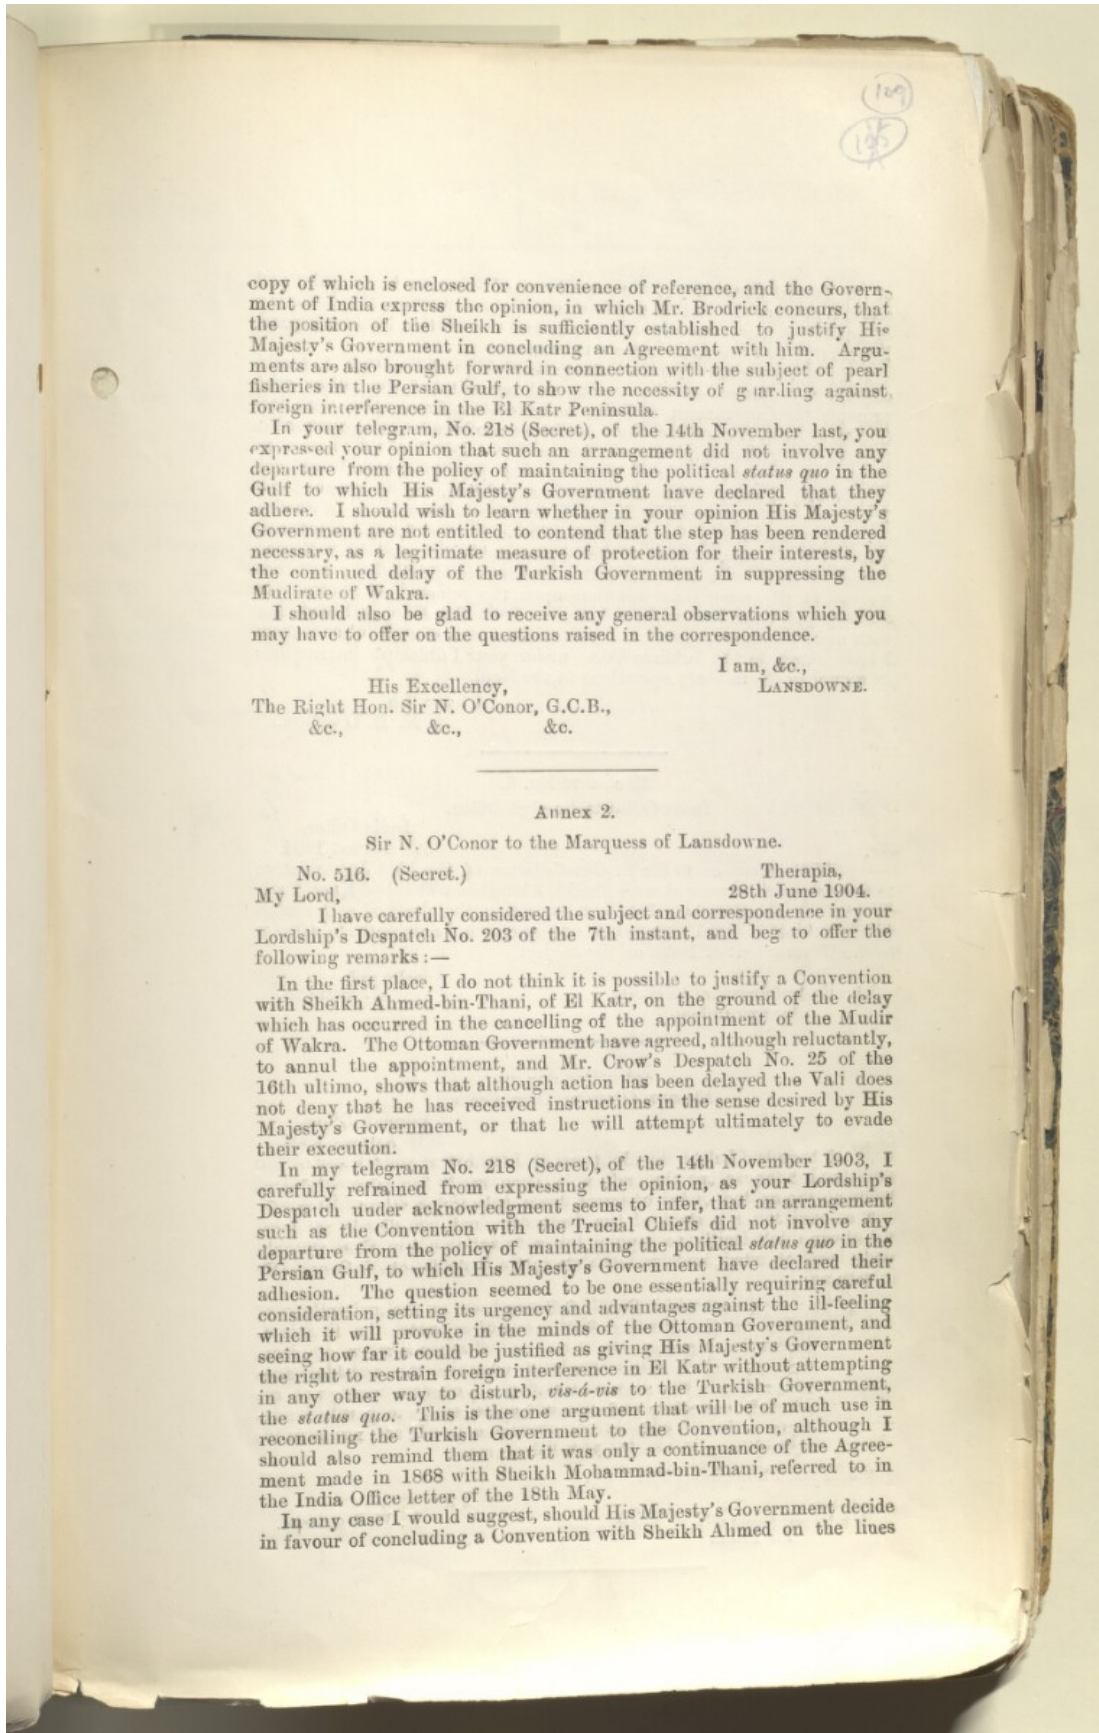 109
105
A
copy of which is enclosed for convenience of reference, and the Govern-
ment of India express the opinion, in which Mr. Brodrick concurs, that
the position of the Sheikh is sufficiently established to justify His
Majesty's Government in concluding an Agreement with him. Argu-
ments are also brought forward in connection with the subject of pearl
fisheries in the Persian Gulf, to show the necessity of guarding against
foreign interference in the El Katr Peninsula.
In your telegram, No. 218 (Secret), of the 14th November last, you
expressed your opinion that such an arrangement did not involve any
departure from the policy of maintaining the political status quo in the
Gulf to which His Majesty's Government have declared that they
adhere. I should wish to learn whether in your opinion His Majesty's
Government are not entitled to contend that the step has been rendered
necessary, as a legitimate measure of protection for their interests, by
the continued delay of the Turkish Government in suppressing the
Mudirate of Wakra.
I should also be glad to receive any general observations which you
may have to offer on the questions raised in the correspondence.
I am, &c.,
His Excellency, LANSDOWNE.
The Right Hon. Sir N. O'Conor, G.C.B.,
&c., &c., &c.
Annex 2.
Sir N. O'Conor to the Marquess of Lansdowne.
No. 516. (Secret.) Therapia,
My Lord, 28th June 1904.
I have carefully considered the subject and correspondence in your
Lordship's Despatch No. 203 of the 7th instant, and beg to offer the
following remarks :—
In the first place, I do not think it is possible to justify a Convention
with Sheikh Ahmed-bin-Thani, of El Katr, on the ground of the delay
which has occurred in the cancelling of the appointment of the Mudir
of Wakra. The Ottoman Government have agreed, although reluctantly,
to annul the appointment, and Mr. Crow's Despatch No. 25 of the
16th ultimo, shows that although action has been delayed the Vali does
not deny that he has received instructions in the sense desired by His
Majesty's Government, or that he will attempt ultimately to evade
their execution.
In my telegram No. 218 (Secret), of the 14th November 1903, I
carefully refrained from expressing the opinion, as your Lordship's
Despatch under acknowledgment seems to infer, that an arrangement
such as the Convention with the Trucial Chiefs did not involve any
departure from the policy of maintaining the political status quo in the
Persian Gulf, to which His Majesty's Government have declared their
adhesion. The question seemed to be one essentially requiring careful
consideration, setting its urgency and advantages against the ill-feeling
which it will provoke in the minds of the Ottoman Government, and
seeing how far it could be justified as giving His Majesty's Government
the right to restrain foreign interference in El Katr without attempting
in any other way to disturb, vis-á-vis to the Turkish Government,
the status quo. This is the one argument that will be of much use in
reconciling the Turkish Government to the Convention, although I
should also remind them that it was only a continuance of the Agree-
ment made in 1868 with Sheikh Mohammad-bin-Thani, referred to in
the India Office letter of the 18th May.
In any case I would suggest, should His Majesty's Government decide
in favour of concluding a Convention with Sheikh Ahmed on the lines